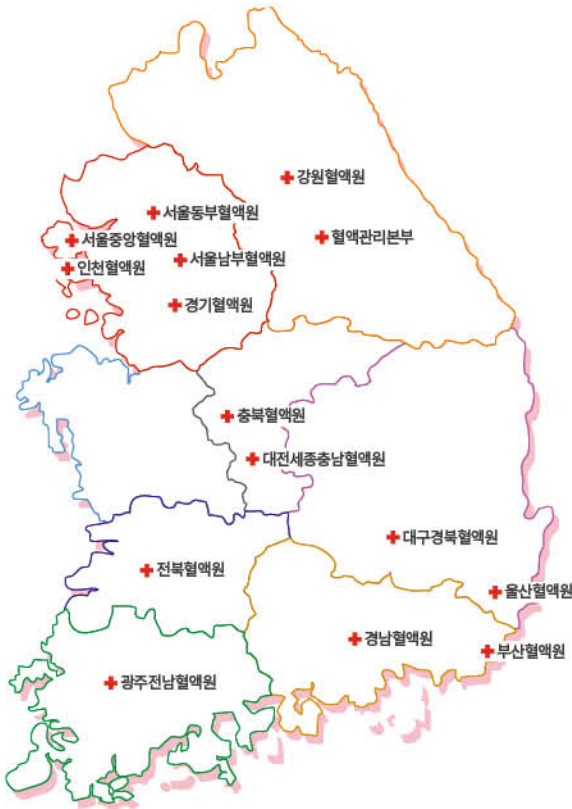 강원혈액원
서울동부혈액원
혈액관리본부
서울중앙혈액원
서울남부혈액원
인천혈액원
경기혈액원
충북혈액원
대전세종충남혈액원
대구경북혈액원
전북혈액원
울산혈액원
경남혈액원
부산혈액원
광주전남혈액원